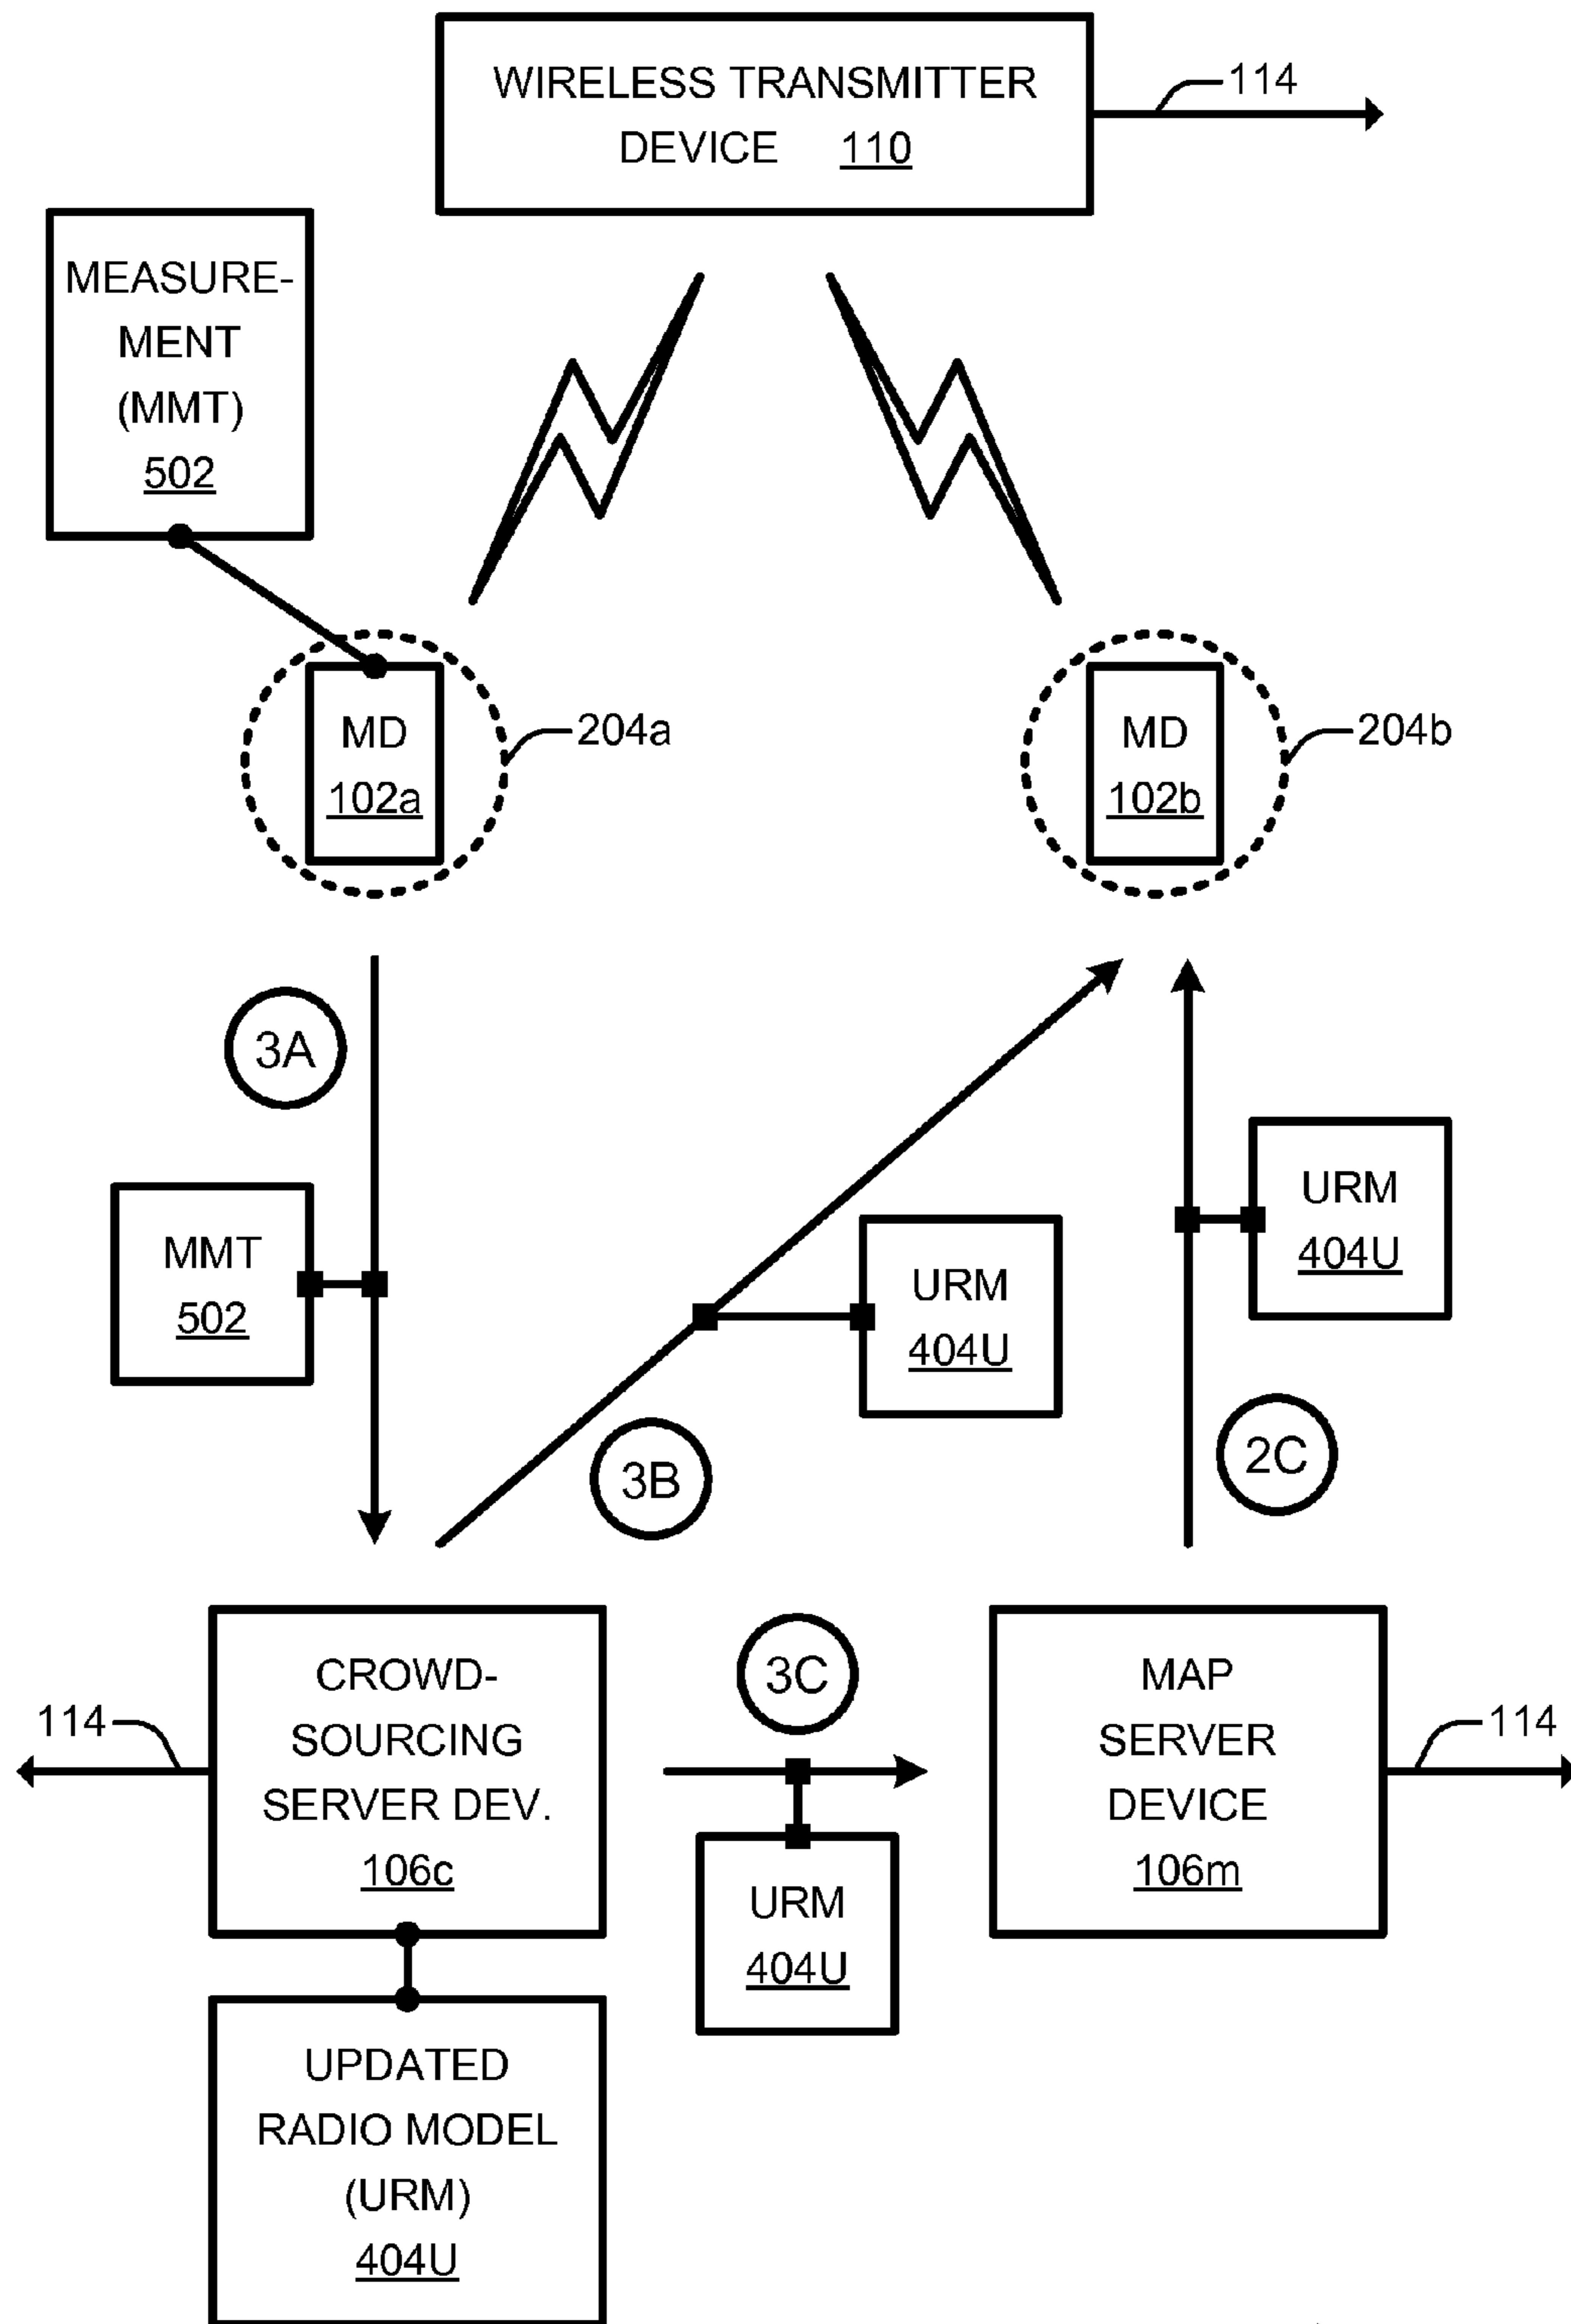 WIRELESS TRANSMITTER
DEVICE 110
114
MEASURE-
MENT
(MMT)
502
MD
102a
204a
MD
102b
204b
3A
MMT
502
URM
404U
3B
URM
404U
2C
CROWD-
SOURCING
SERVER DEV.
106c
114
3C
URM
404U
MAP
SERVER
DEVICE
106m
114
UPDATED
RADIO MODEL
(URM)
404U